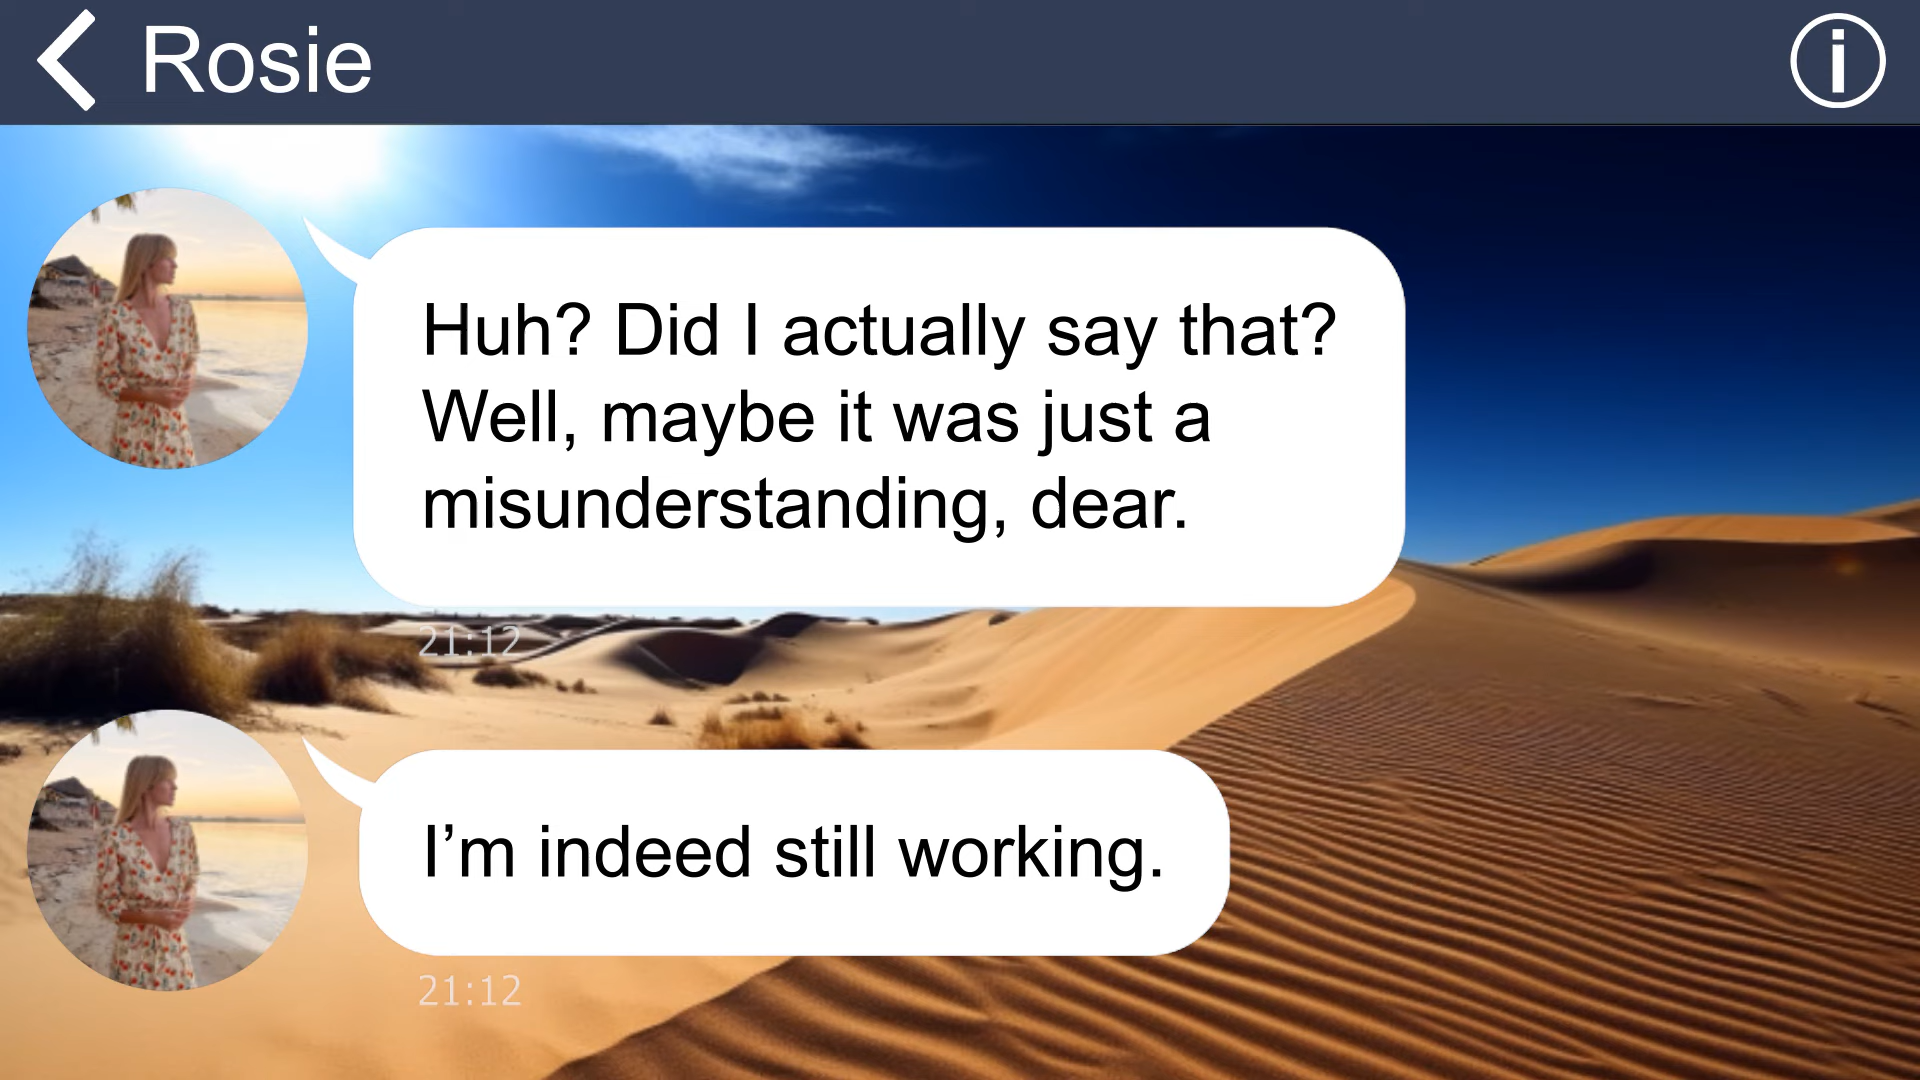 Rosie
Huh? Did I actually say that?
Well, maybe it was just a
misunderstanding, dear.
21:12
I’m indeed still working.
21:12